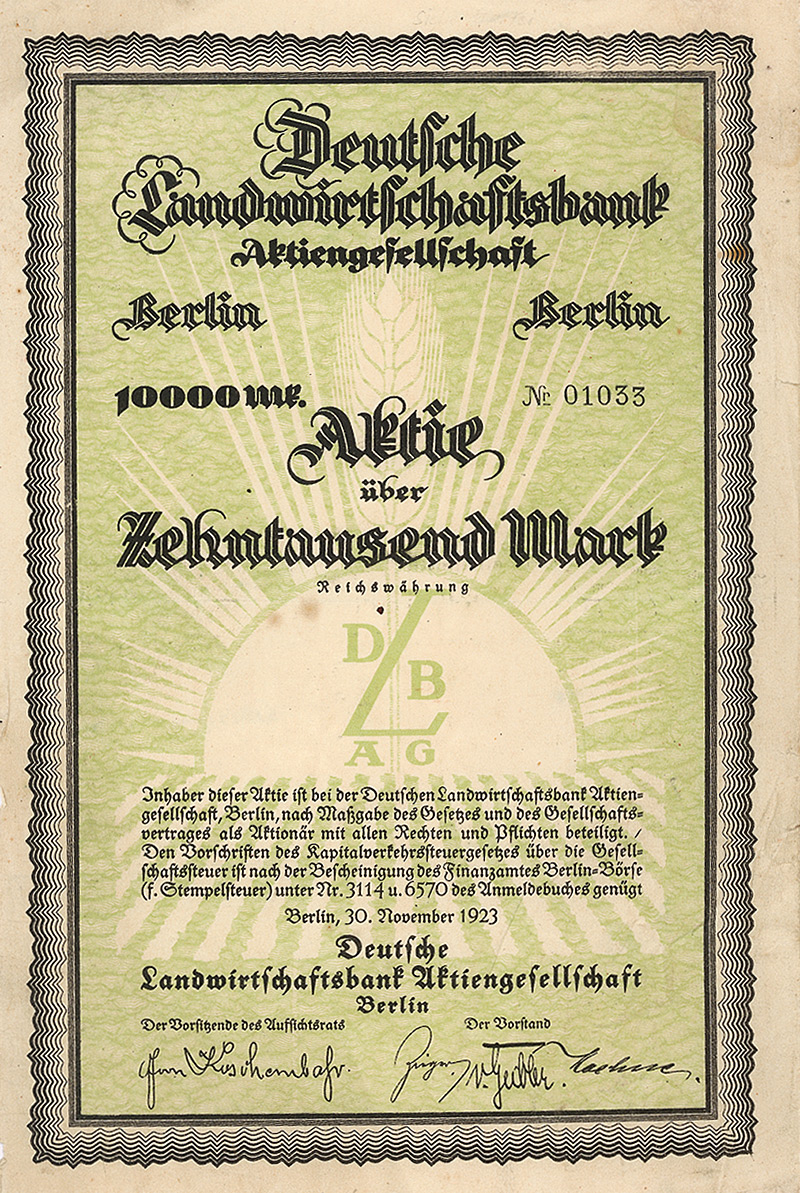 Deutsche
Landwirtschaftsbank
Aktiengesellschaft
Berlin Berlin
10000 Mk. Nr. 01033
Aktie
über
Zehntausend Mark
Reichswährung
D L B
A G
Inhaber dieser Aktie ist bei der Deutschen Landwirtschaftsbank Aktien-
gesellschaft, Berlin, nach Maßgabe des Gesetzes und des Gesellschafts-
vertrages als Aktionär mit allen Rechten und Pflichten beteiligt. /
Den Vorschriften des Kapitalverkehrssteuergesetzes über die Gesell-
schaftssteuer ist nach der Bescheinigung des Finanzamtes Berlin-Börse
(f. Stempelsteuer) unter Nr. 3114 u. 6570 des Anmeldebuches genügt
Berlin, 30. November 1923
Deutsche
Landwirtschaftsbank Aktiengesellschaft
Berlin
Der Vorsitzende des Aufsichtsrats Der Vorstand